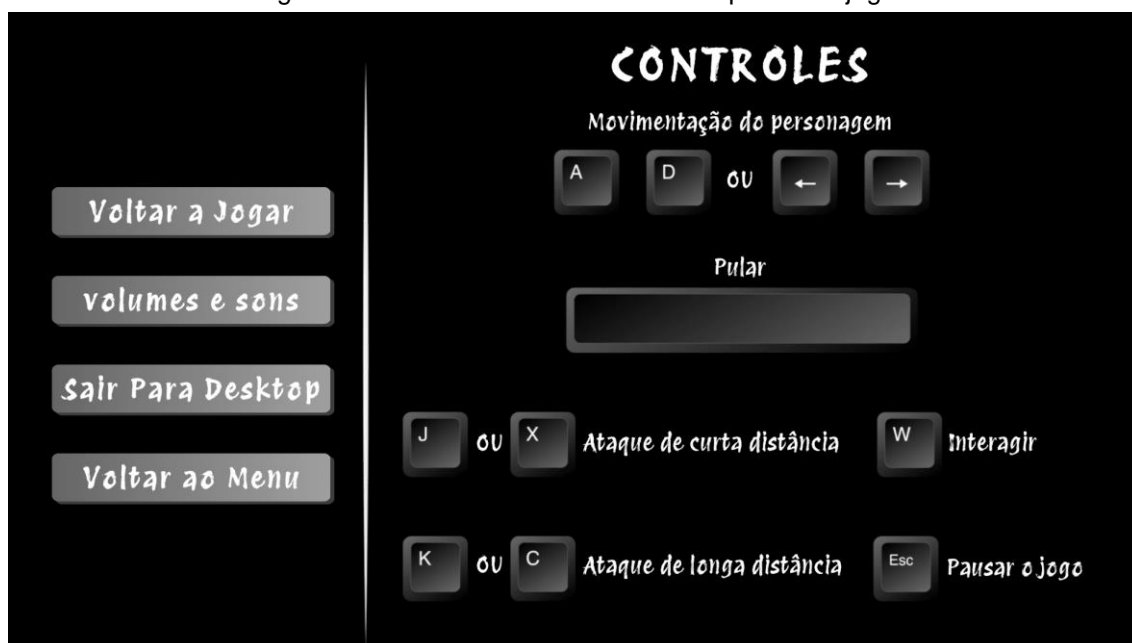 Voltar a Jogar
volumes e sons
Sair Para Desktop
Voltar ao Menu
CONTROLES
Movimentação do personagem
A D OU ← →
Pular
J OU X Ataque de curta distância W Interagir
K OU C Ataque de longa distância Esc Pausar o jogo